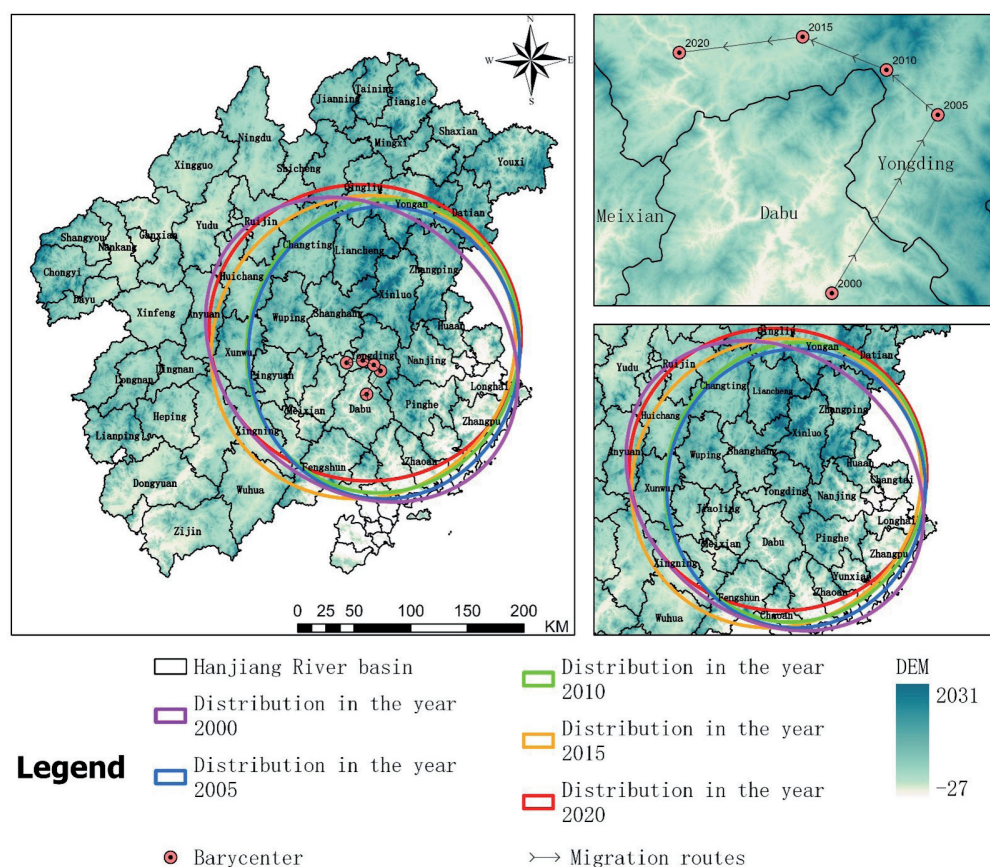 N
W
E
S
Taining
Jianning
Jiangle
Ningdu
Shaxian
Mingxi
Xingguo
Youxi
Shicheng
Qingliu
Yongan
Ruijin
Datian
Yudu
Shangyou
Ganxian
Nankang
Changting
Liancheng
Chongyi
Huichang
Zhangping
Dayu
Xinluo
Xinfeng
Anyuan
Wuping
Shanghang
Huaan
Xunwu
Yongding
Nanjing
Dingnan
Longnan
Pingyuan
Longhai
Heping
Meixian
Dabu
Pinghe
Zhangpu
Lianping
Xingning
Zhaoan
Fengshun
Dongyuan
Wuhua
Zijin
0 25 50 100 150 200
KM
2015
2020
2010
2005
Yongding
Meixian
Dabu
2000
Qingliu
Yongan
Datian
Yudu
Ruijin
Changting
Liancheng
Huichang
Zhangping
Xinluo
Anyuan
Wuping
Shanghang
Huaan
Changtai
Xunwu
Yongding
Nanjing
Jiaoling
Longhai
Meixian
Dabu
Pinghe
Zhangpu
Xingning
Yunxiao
Fengshun
Zhaoan
Wuhua
Chaoan
Legend
Hanjiang River basin
Distribution in the year
2000
Distribution in the year
2005
Distribution in the year
2010
Distribution in the year
2015
Distribution in the year
2020
Barycenter
Migration routes
DEM
2031
-27